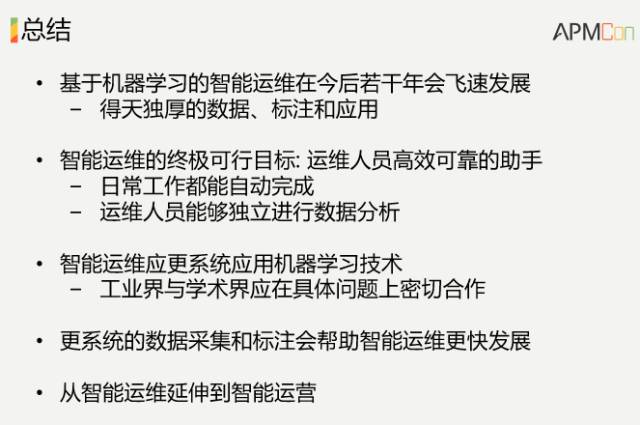 总结
APMCon
• 基于机器学习的智能运维在今后若干年会飞速发展
– 得天独厚的数据、标注和应用
• 智能运维的终极可行目标: 运维人员高效可靠的助手
– 日常工作都能自动完成
– 运维人员能够独立进行数据分析
• 智能运维应更系统应用机器学习技术
– 工业界与学术界应在具体问题上密切合作
• 更系统的数据采集和标注会帮助智能运维更快发展
• 从智能运维延伸到智能运营